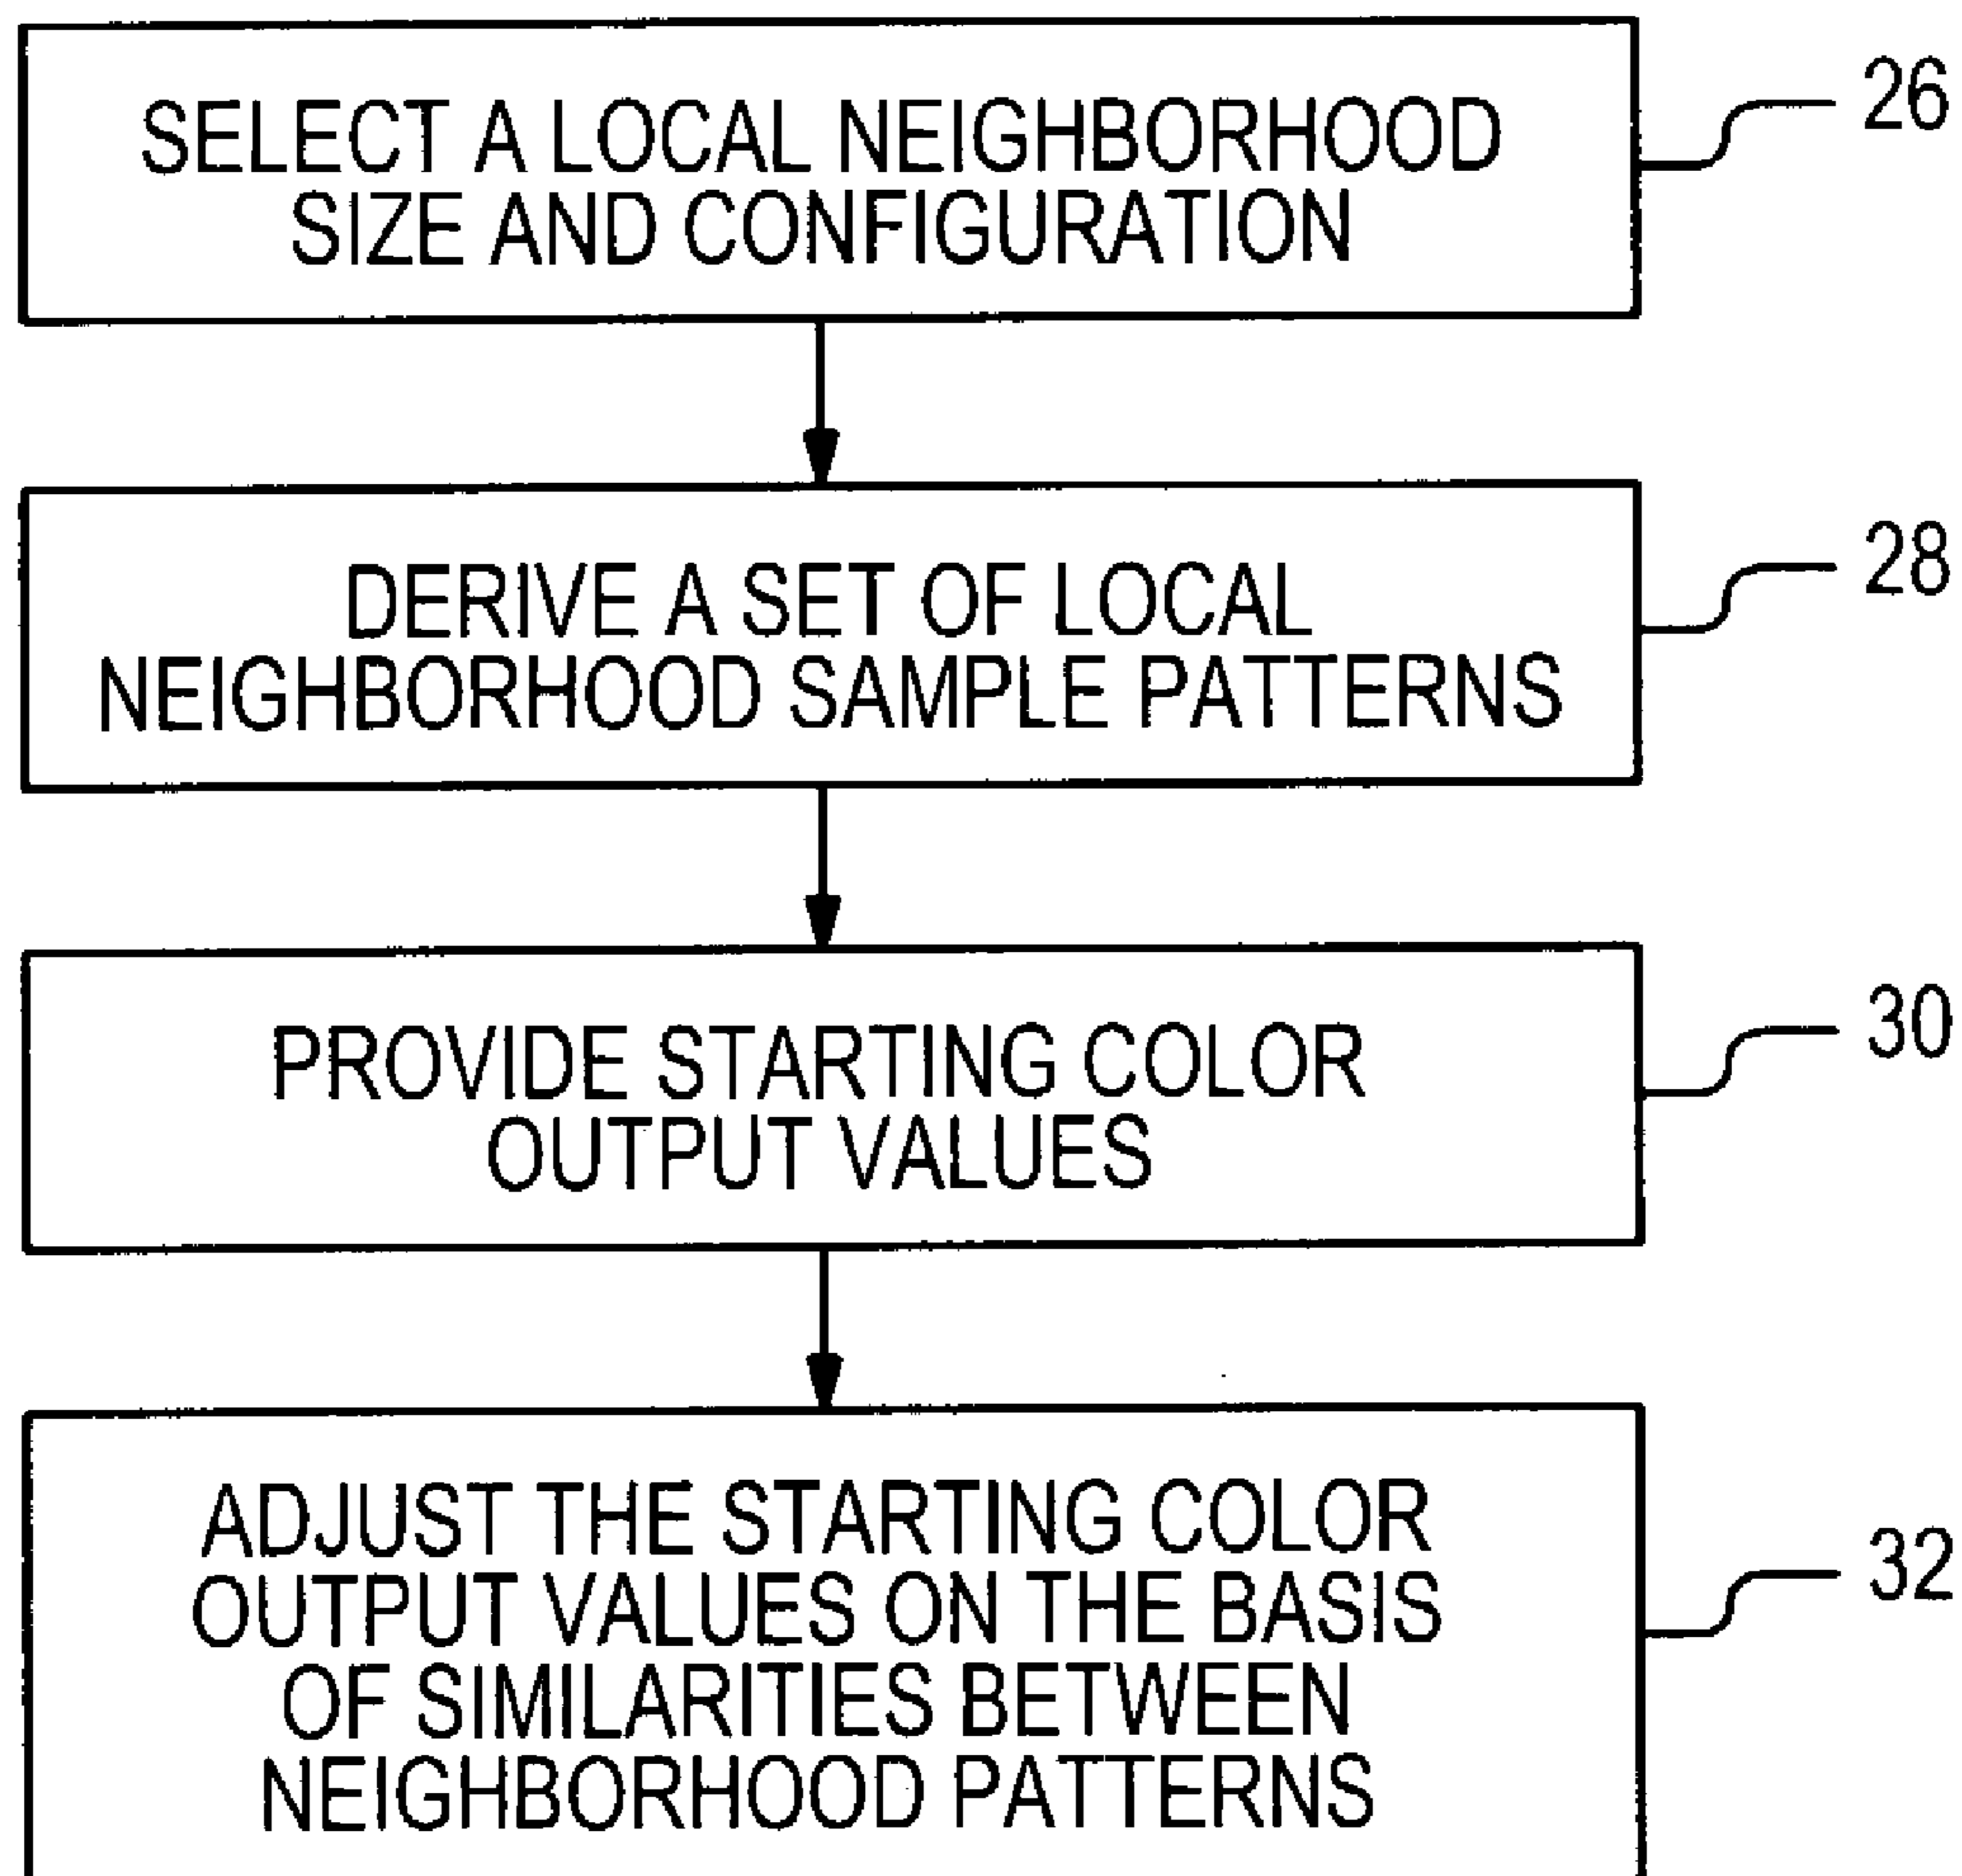 SELECT A LOCAL NEIGHBORHOOD
SIZE AND CONFIGURATION
26
DERIVE A SET OF LOCAL
NEIGHBORHOOD SAMPLE PATTERNS
28
PROVIDE STARTING COLOR
OUTPUT VALUES
30
ADJUST THE STARTING COLOR
OUTPUT VALUES ON THE BASIS
OF SIMILARITIES BETWEEN
NEIGHBORHOOD PATTERNS
32